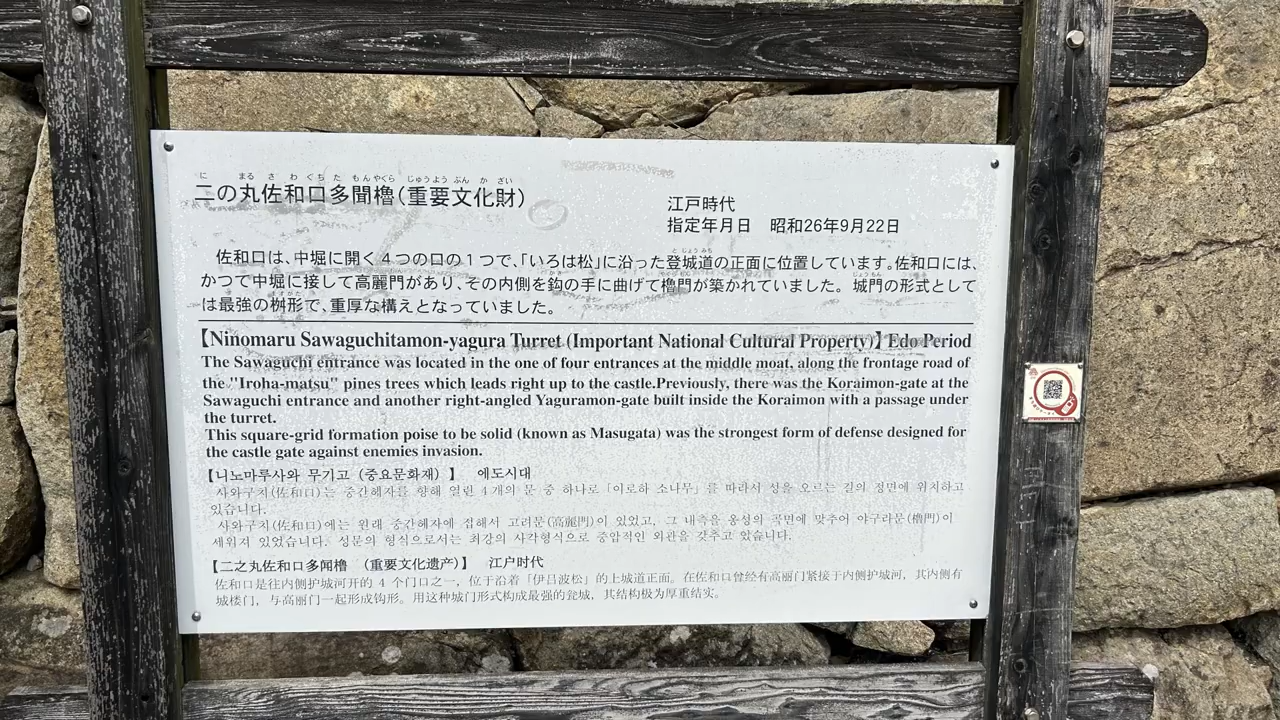 に まる さ わ くち た もんやぐら じゅうよう ぶん か ざい
二の丸佐和口多聞櫓(重要文化財)
江戸時代
指定年月日 昭和26年9月22日
佐和口は、中堀に開く4つの口の1つで、「いろは松」に沿った登城道の正面に位置しています。佐和口には、
かつて中堀に接して高麗門があり、その内側を鈎の手に曲げて櫓門が築かれていました。 城門の形式として
は最強の桝形で、重厚な構えとなっていました。
【Ninomaru Sawaguchitamon-yagura Turret (Important National Cultural Property)】 Edo Period
The Sawaguchi entrance was located in the one of four entrances at the middle moat, along the frontage road of
the "Iroha-matsu" pines trees which leads right up to the castle.Previously, there was the Koraimon-gate at the
Sawaguchi entrance and another right-angled Yaguramon-gate built inside the Koraimon with a passage under
the turret.
This square-grid formation poise to be solid (known as Masugata) was the strongest form of defense designed for
the castle gate against enemies invasion.
【니노마루사와 무기고 (중요문화재) 】 에도시대
사와구치(佐和口)는 중간해자를 향해 열린 4개의 문 중 하나로 「이로하 소나무」를 따라서 성을 오르는 길의 정면에 위치하고
있습니다.
사와구치(佐和口)에는 원래 중간해자에 접해서 고려문(高麗門)이 있었고, 그 내측을 옹성의 곡면에 맞추어 야구라문(櫓門)이
세워져 있었습니다. 성문의 형식으로서는 최강의 사각형식으로 중압적인 외관을 갖추고 있습니다.
【二之丸佐和口多闻櫓 (重要文化遗产)】 江户时代
佐和口是往内侧护城河开的 4 个门口之一，位于沿着「伊吕波松」的上城道正面。在佐和口曾经有高丽门紧接于内侧护城河，其内侧有
城楼门，与高丽门一起形成钩形。用这种城门形式构成最强的瓮城，其结构极为厚重结实。